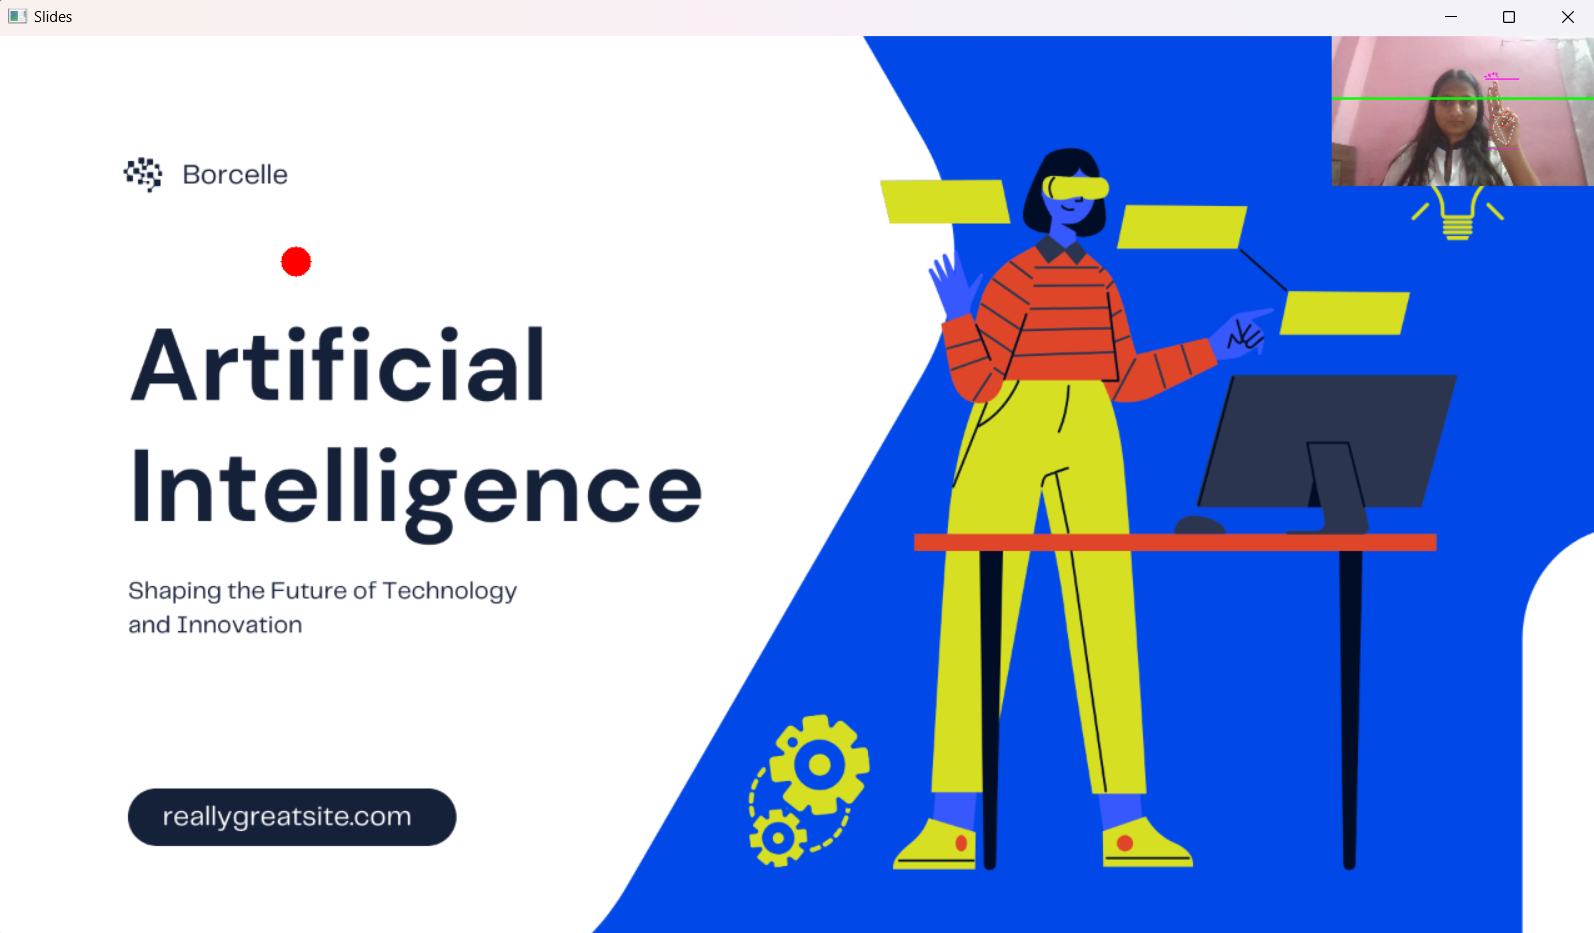 Slides
Borcelle
Artificial
Intelligence
Shaping the Future of Technology
and Innovation
reallygreatsite.com